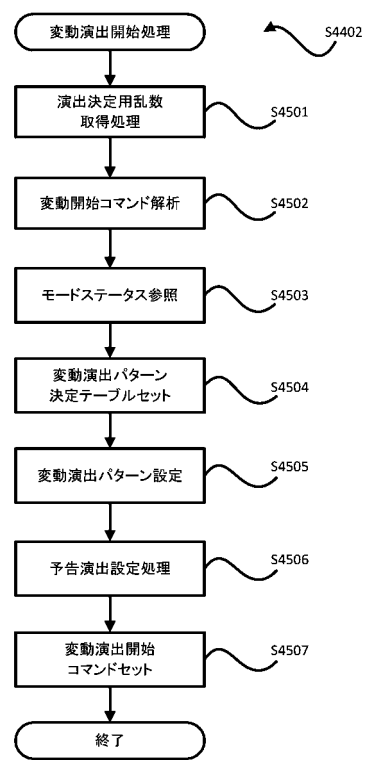 変動演出開始処理
S4402
演出決定用乱数
取得処理
S4501
変動開始コマンド解析
S4502
モードステータス参照
S4503
変動演出パターン
決定テーブルセット
S4504
変動演出パターン設定
S4505
予告演出設定処理
S4506
変動演出開始
コマンドセット
S4507
終了